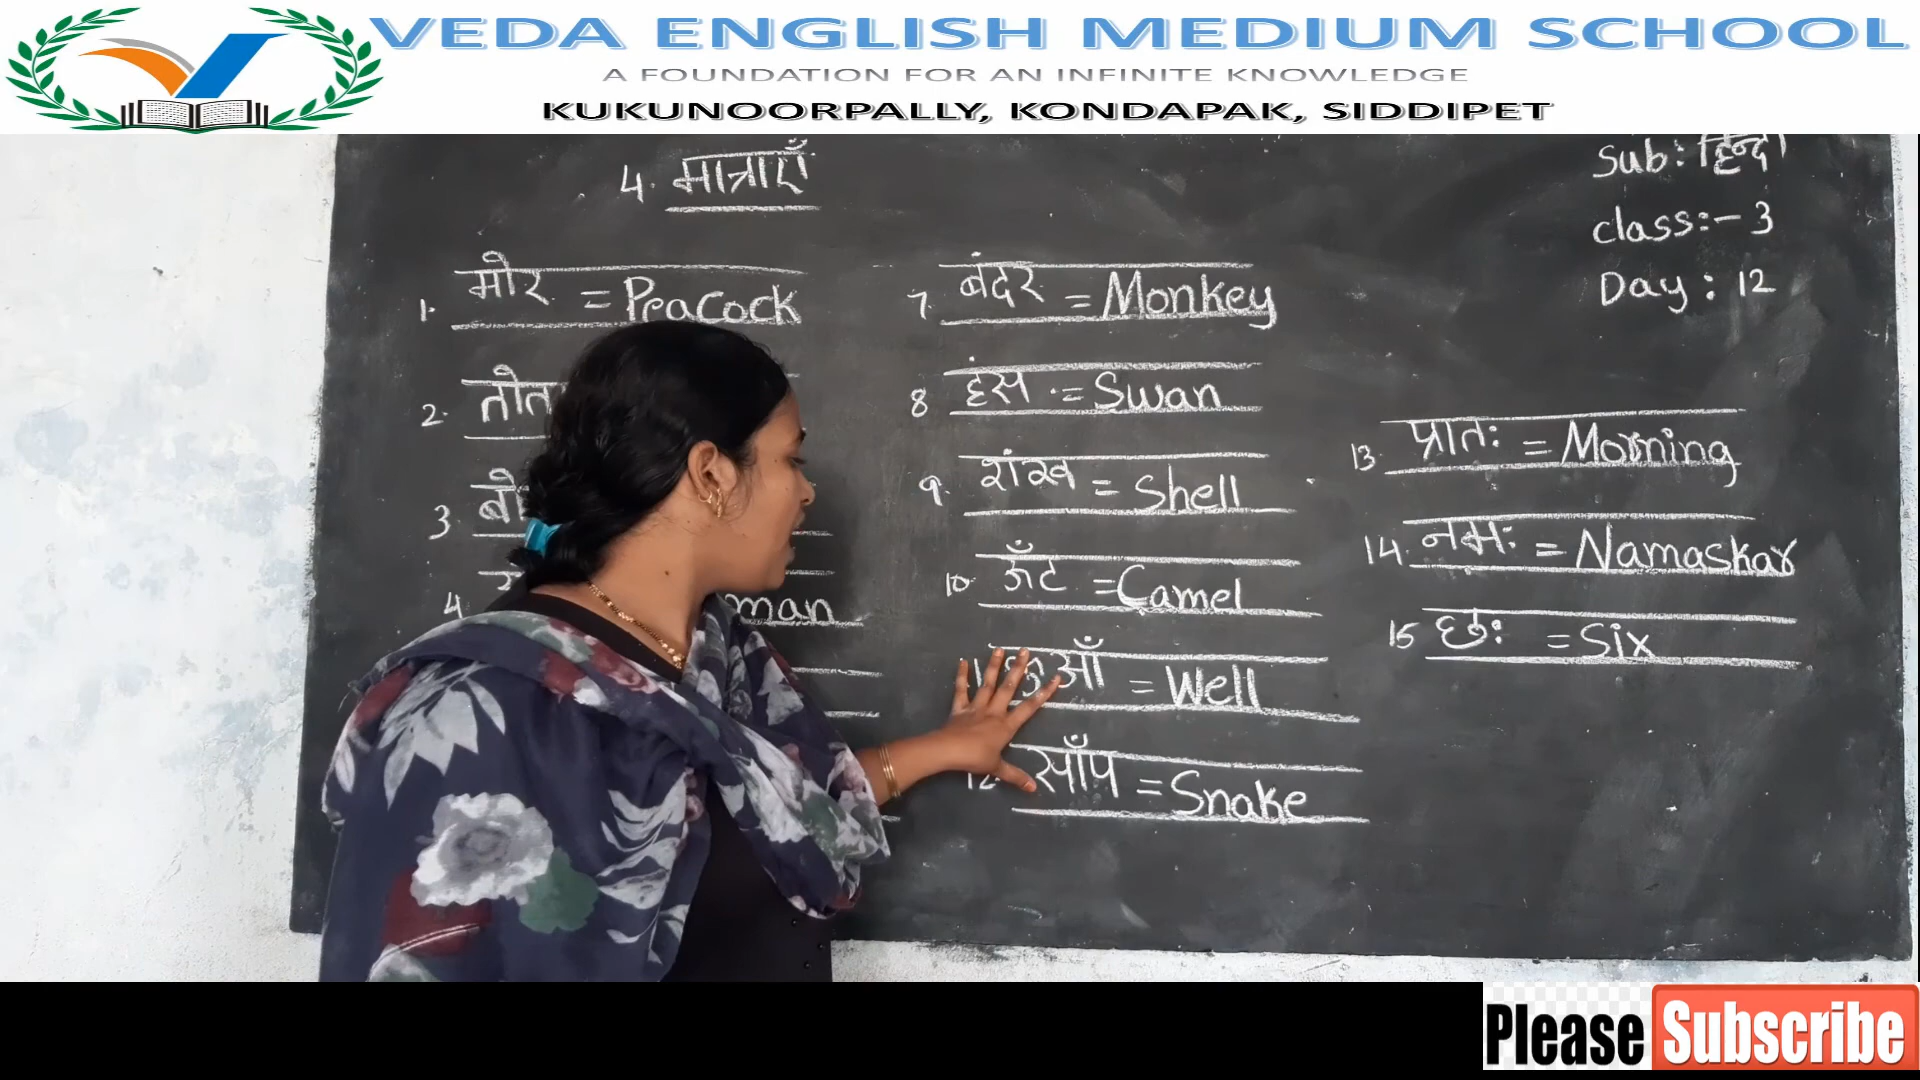 VEDA ENGLISH MEDIUM SCHOOL
A FOUNDATION FOR AN INFINITE KNOWLEDGE
KUKUNOORPALLY, KONDAPAK, SIDDIPET
4. मात्राएँ
Sub: हिन्दी
class:- 3
Day : 12
1. मोर = Peacock
2.
3.
4 man
7. बंदर = Monkey
8 हंस = Swan
9. शंख = Shell
10. ऊँट = Camel
कुआँ = Well
12. साँप = Snake
13. प्रातः = Morning
14. नमः = Namaskar
15 छः = Six
Please Subscribe